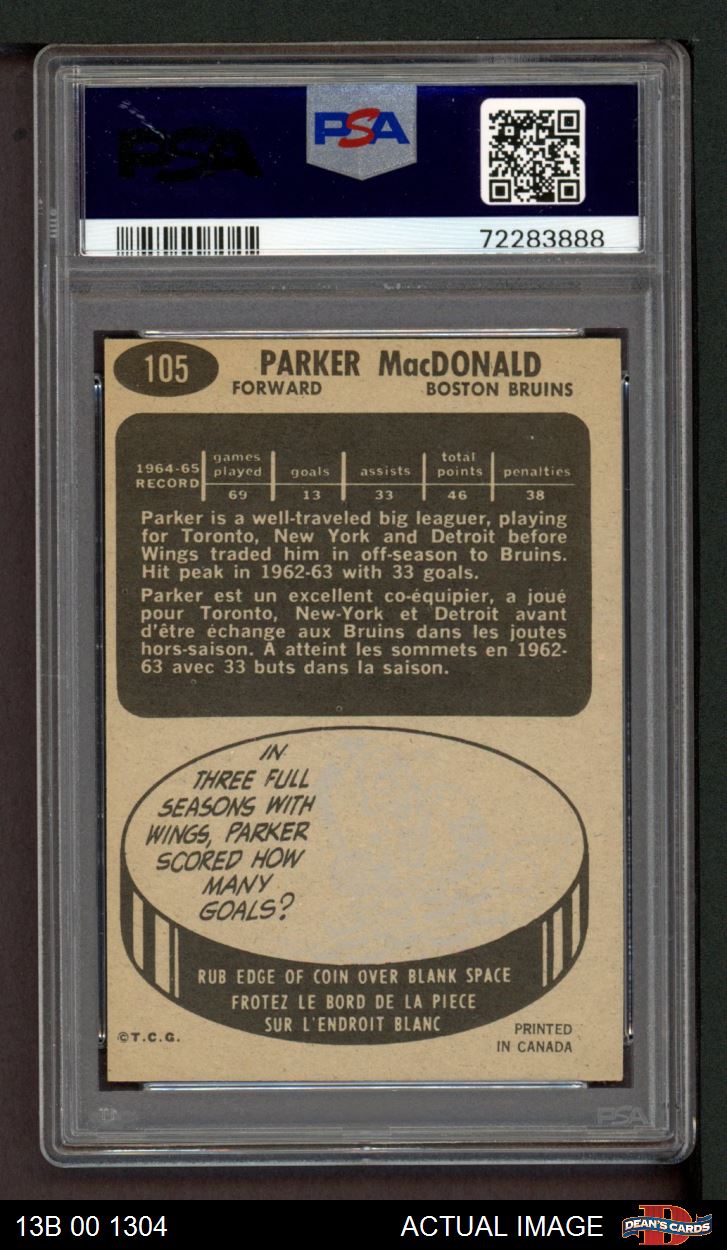 PSA
PSA
72283888
105
PARKER MacDONALD
FORWARD BOSTON BRUINS
1964-65 RECORD games played goals assists total points penalties
69 13 33 46 38
Parker is a well-traveled big leaguer, playing
for Toronto, New York and Detroit before
Wings traded him in off-season to Bruins.
Hit peak in 1962-63 with 33 goals.
Parker est un excellent co-équipier, a joué
pour Toronto, New-York et Detroit avant
d'être échange aux Bruins dans les joutes
hors-saison. A atteint les sommets en 1962-
63 avec 33 buts dans la saison.
IN
THREE FULL
SEASONS WITH
WINGS, PARKER
SCORED HOW
MANY
GOALS?
RUB EDGE OF COIN OVER BLANK SPACE
FROTEZ LE BORD DE LA PIECE
SUR L'ENDROIT BLANC
©T.C.G.
PRINTED
IN CANADA
PSA
13B 00 1304
ACTUAL IMAGE
DEAN'S CARDS